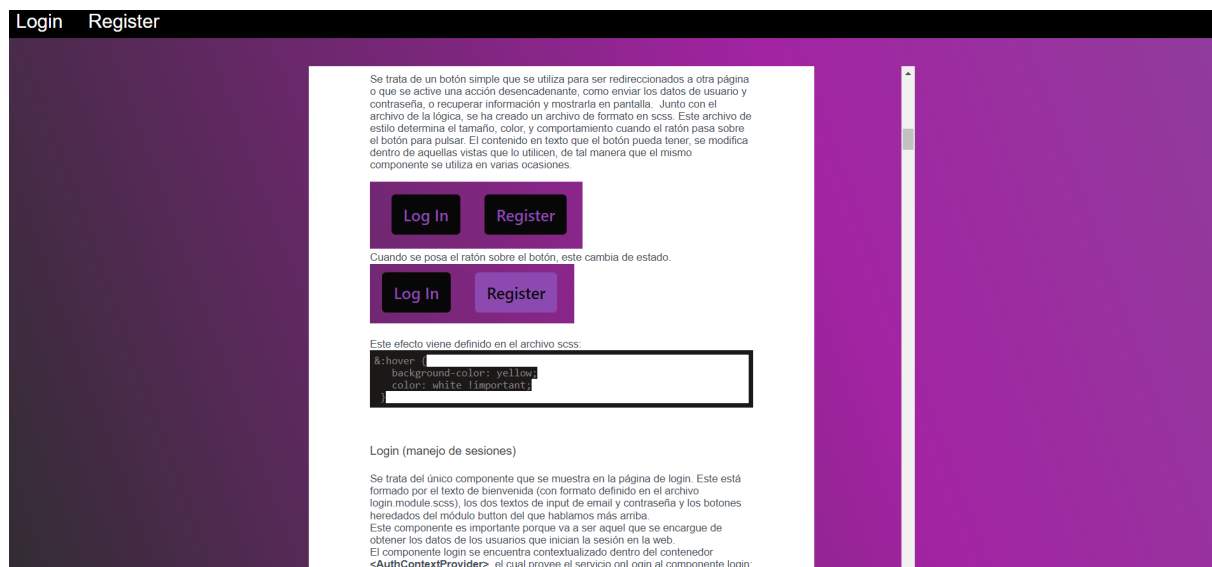 Login Register
Se trata de un botón simple que se utiliza para ser redireccionados a otra página
o que se active una acción desencadenante, como enviar los datos de usuario y
contraseña, o recuperar información y mostrarla en pantalla. Junto con el
archivo de la lógica, se ha creado un archivo de formato en scss. Este archivo de
estilo determina el tamaño, color, y comportamiento cuando el ratón pasa sobre
el botón para pulsar. El contenido en texto que el botón pueda tener, se modifica
dentro de aquellas vistas que lo utilicen, de tal manera que el mismo
componente se utiliza en varias ocasiones.
Log In Register
Cuando se posa el ratón sobre el botón, este cambia de estado.
Log In Register
Este efecto viene definido en el archivo scss:
&:hover {
background-color: yellow;
color: white !important;
}
Login (manejo de sesiones)
Se trata del único componente que se muestra en la página de login. Este está
formado por el texto de bienvenida (con formato definido en el archivo
login.module.scss), los dos textos de input de email y contraseña y los botones
heredados del módulo button del que hablamos más arriba.
Este componente es importante porque va a ser aquel que se encargue de
obtener los datos de los usuarios que inician la sesión en la web.
El componente login se encuentra contextualizado dentro del contenedor
<AuthContextProvider> el cual provee el servicio onLogin al componente login: